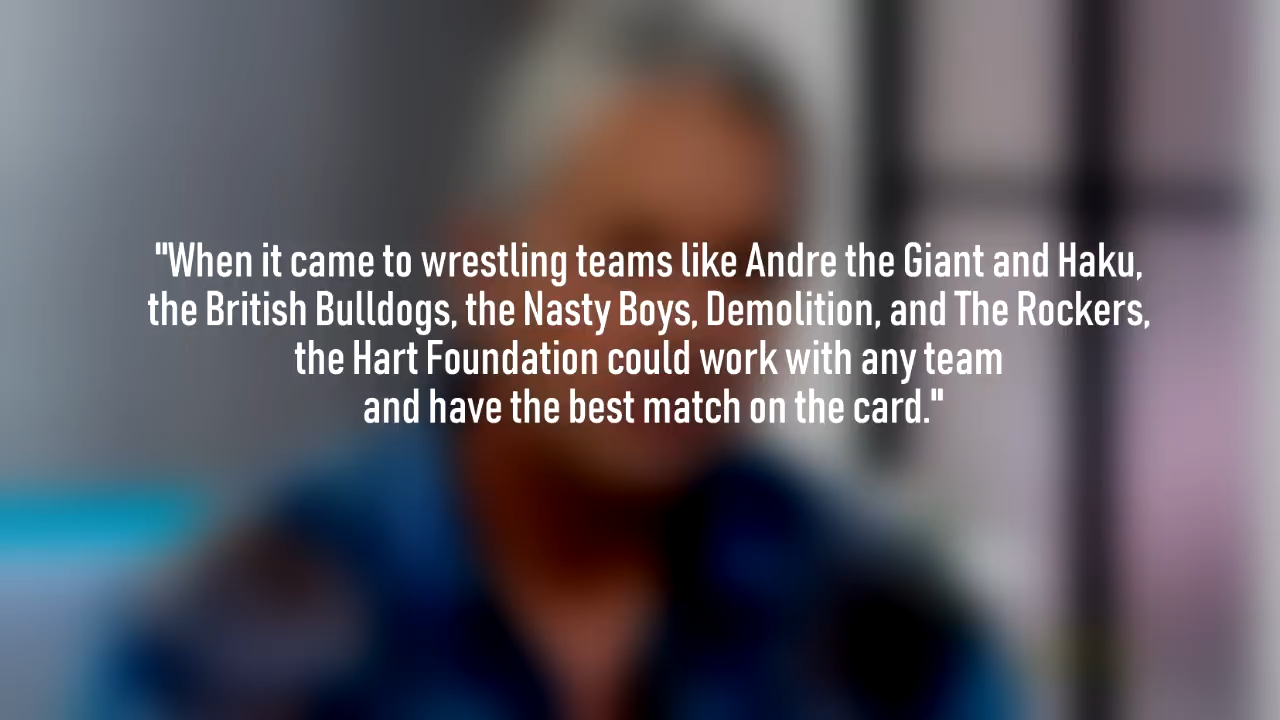 "When it came to wrestling teams like Andre the Giant and Haku,
the British Bulldogs, the Nasty Boys, Demolition, and The Rockers,
the Hart Foundation could work with any team
and have the best match on the card."